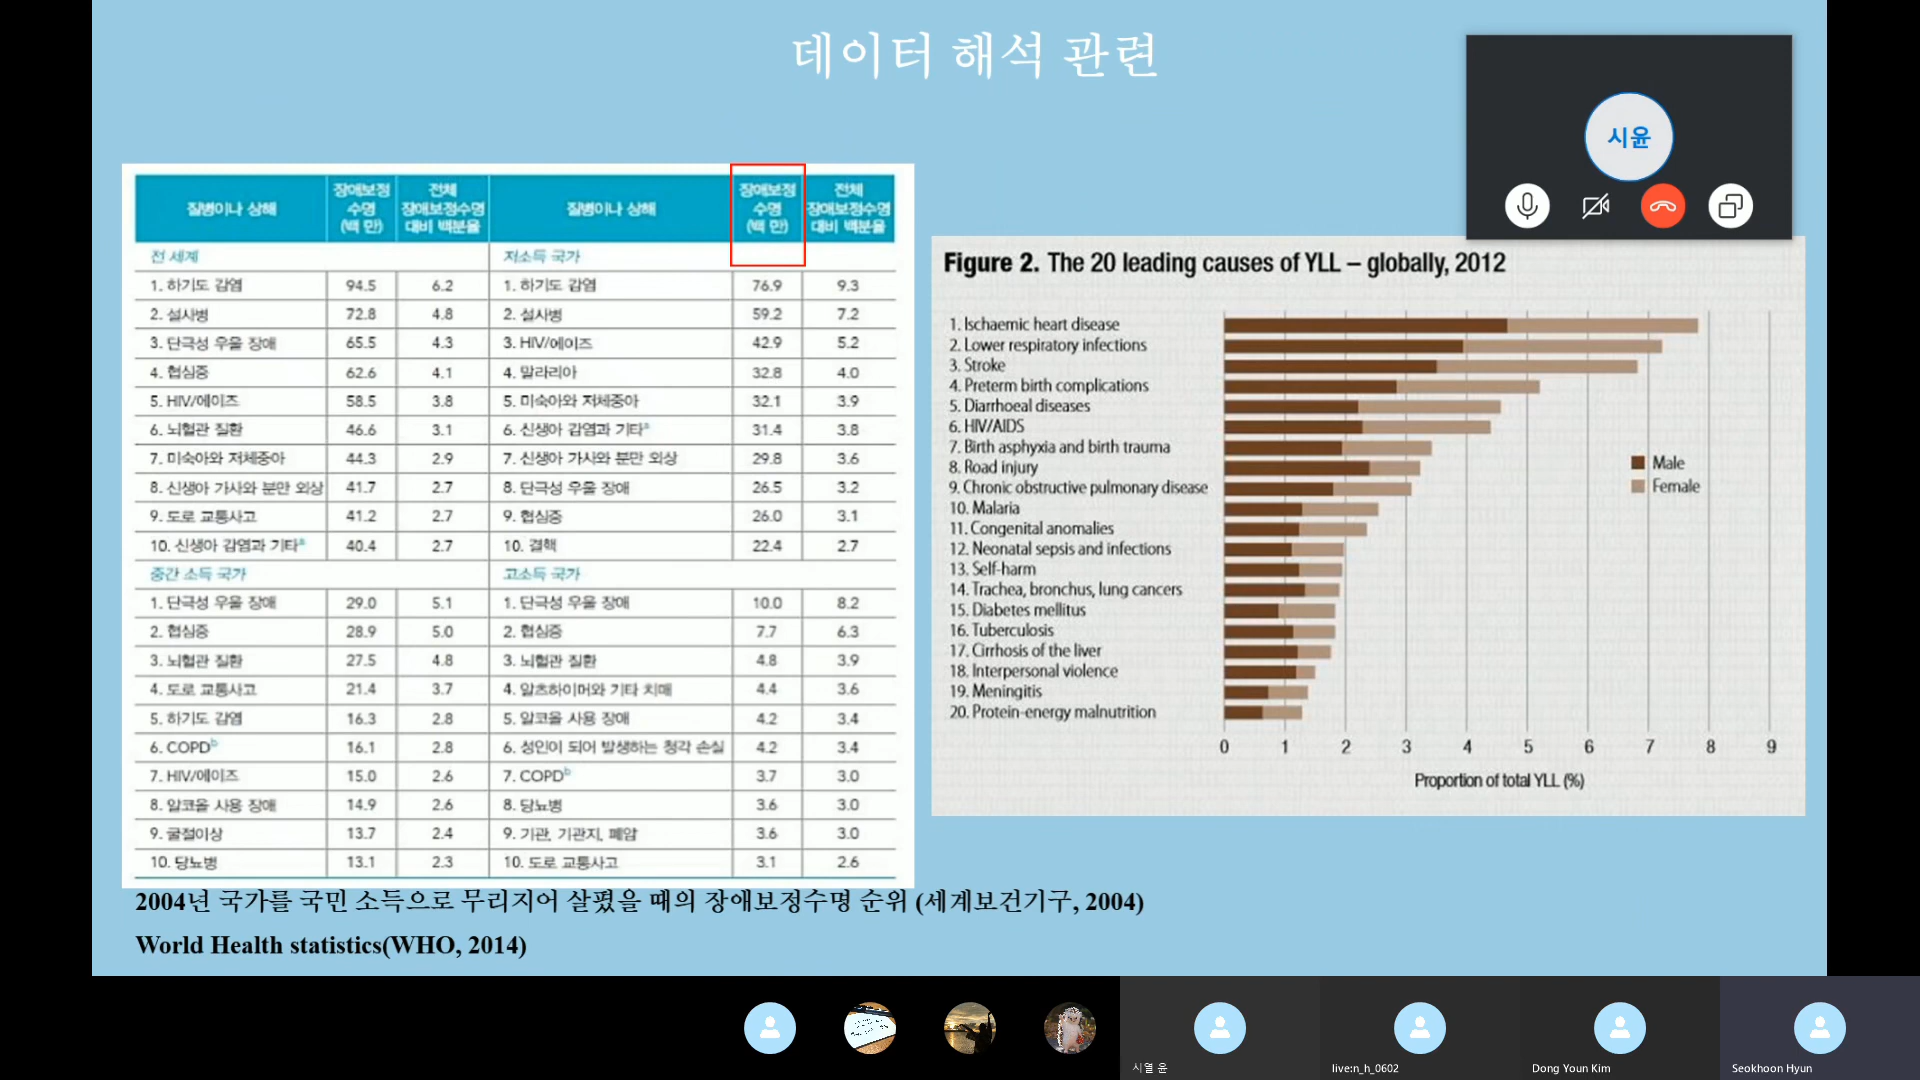 데이터 해석 관련
시윤
질병이나 상해 장애보정수명(백 만) 전체 장애보정수명 대비 백분율 질병이나 상해 장애보정수명(백 만) 전체 장애보정수명 대비 백분율
전 세계 저소득 국가
1. 하기도 감염 94.5 6.2 1. 하기도 감염 76.9 9.3
2. 설사병 72.8 4.8 2. 설사병 59.2 7.2
3. 단극성 우울 장애 65.5 4.3 3. HIV/에이즈 42.9 5.2
4. 협심증 62.6 4.1 4. 말라리아 32.8 4.0
5. HIV/에이즈 58.5 3.8 5. 미숙아와 저체중아 32.1 3.9
6. 뇌혈관 질환 46.6 3.1 6. 신생아 감염과 기타a 31.4 3.8
7. 미숙아와 저체중아 44.3 2.9 7. 신생아 가사와 분만 외상 29.8 3.6
8. 신생아 가사와 분만 외상 41.7 2.7 8. 단극성 우울 장애 26.5 3.2
9. 도로 교통사고 41.2 2.7 9. 협심증 26.0 3.1
10. 신생아 감염과 기타a 40.4 2.7 10. 결핵 22.4 2.7
중간 소득 국가 고소득 국가
1. 단극성 우울 장애 29.0 5.1 1. 단극성 우울 장애 10.0 8.2
2. 협심증 28.9 5.0 2. 협심증 7.7 6.3
3. 뇌혈관 질환 27.5 4.8 3. 뇌혈관 질환 4.8 3.9
4. 도로 교통사고 21.4 3.7 4. 알츠하이머와 기타 치매 4.4 3.6
5. 하기도 감염 16.3 2.8 5. 알코올 사용 장애 4.2 3.4
6. COPDb 16.1 2.8 6. 성인이 되어 발생하는 청각 손실 4.2 3.4
7. HIV/에이즈 15.0 2.6 7. COPDb 3.7 3.0
8. 알코올 사용 장애 14.9 2.6 8. 당뇨병 3.6 3.0
9. 굴절이상 13.7 2.4 9. 기관, 기관지, 폐암 3.6 3.0
10. 당뇨병 13.1 2.3 10. 도로 교통사고 3.1 2.6
Figure 2. The 20 leading causes of YLL – globally, 2012
1. Ischaemic heart disease
2. Lower respiratory infections
3. Stroke
4. Preterm birth complications
5. Diarrhoeal diseases
6. HIV/AIDS
7. Birth asphyxia and birth trauma
8. Road injury
9. Chronic obstructive pulmonary disease
10. Malaria
11. Congenital anomalies
12. Neonatal sepsis and infections
13. Self-harm
14. Trachea, bronchus, lung cancers
15. Diabetes mellitus
16. Tuberculosis
17. Cirrhosis of the liver
18. Interpersonal violence
19. Meningitis
20. Protein-energy malnutrition
Male
Female
0 1 2 3 4 5 6 7 8 9
Proportion of total YLL (%)
2004년 국가를 국민 소득으로 무리지어 살폈을 때의 장애보정수명 순위 (세계보건기구, 2004)
World Health statistics(WHO, 2014)
시열 윤
live:n_h_0602
Dong Youn Kim
Seokhoon Hyun